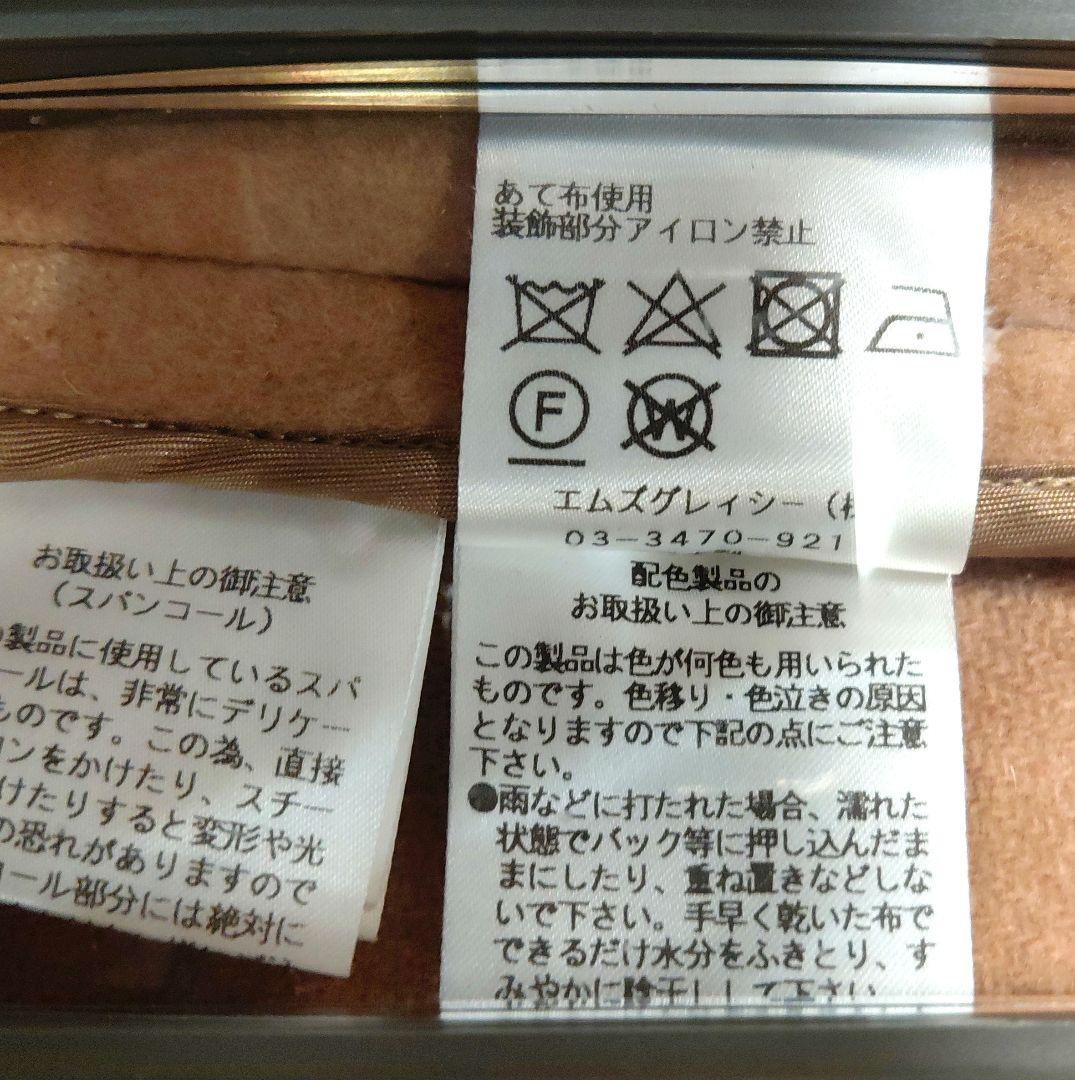 あて布使用
装飾部分アイロン禁止
F
W
エムズグレイシー（
03-3470-921
配色製品の
お取扱い上の御注意
この製品は色が何色も用いられた
ものです。色移り・色泣きの原因
となりますので下記の点にご注意
下さい。
●雨などに打たれた場合、濡れた
状態でバック等に押し込んだま
まにしたり、重ね置きなどしな
いで下さい。手早く乾いた布で
できるだけ水分をふきとり、す
みやかに陰干しして下さい
お取扱い上の御注意
（スパンコール）
製品に使用しているスパ
ールは、非常にデリケー
ものです。この為、直接
ロンをかけたり、スチー
けたりすると変形や光
の恐れがありますので
コール部分には絶対に